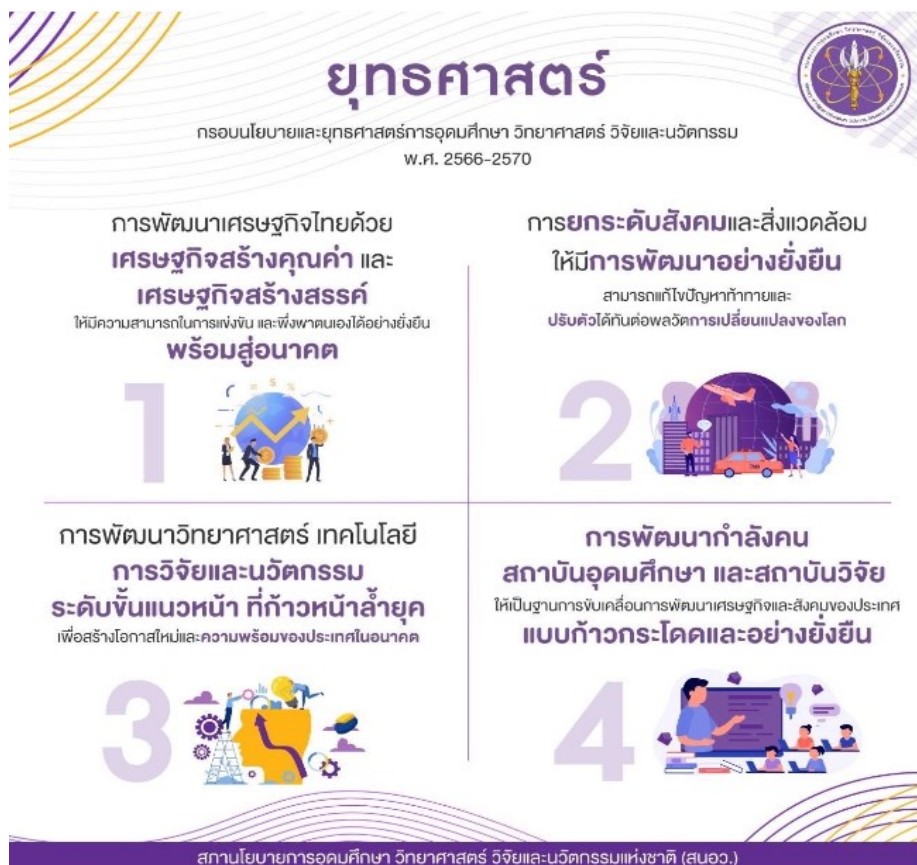 ยุทธศาสตร์
กรอบนโยบายและยุทธศาสตร์การอุดมศึกษา วิทยาศาสตร์ วิจัยและนวัตกรรม
พ.ศ. 2566-2570
การพัฒนาเศรษฐกิจไทยด้วย
เศรษฐกิจสร้างคุณค่า และ
เศรษฐกิจสร้างสรรค์
ให้มีความสามารถในการแข่งขัน และพึ่งพาตนเองได้อย่างยั่งยืน
พร้อมสู่อนาคต
1
การยกระดับสังคมและสิ่งแวดล้อม
ให้มีการพัฒนาอย่างยั่งยืน
สามารถแก้ไขปัญหาท้าทายและ
ปรับตัวได้ทันต่อพลวัตการเปลี่ยนแปลงของโลก
2
การพัฒนาวิทยาศาสตร์ เทคโนโลยี
การวิจัยและนวัตกรรม
ระดับขั้นแนวหน้า ที่ก้าวหน้าล้ำยุค
เพื่อสร้างโอกาสใหม่และความพร้อมของประเทศในอนาคต
3
การพัฒนากำลังคน
สถาบันอุดมศึกษา และสถาบันวิจัย
ให้เป็นฐานการขับเคลื่อนการพัฒนาเศรษฐกิจและสังคมของประเทศ
แบบก้าวกระโดดและอย่างยั่งยืน
4
สภานโยบายการอุดมศึกษา วิทยาศาสตร์ วิจัยและนวัตกรรมแห่งชาติ (สนอว.)